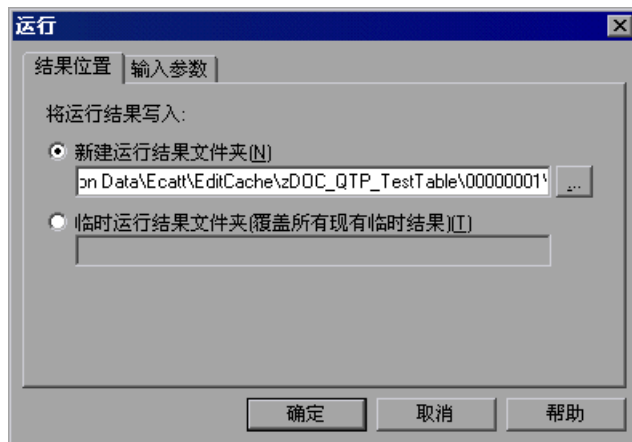 运行
结果位置 输入参数
将运行结果写入:
新建运行结果文件夹(N)
on Data\Ecatt\EditCache\zDOC_QTP_TestTable\00000001\
...
临时运行结果文件夹(覆盖所有现有临时结果)(T)
确定 取消 帮助